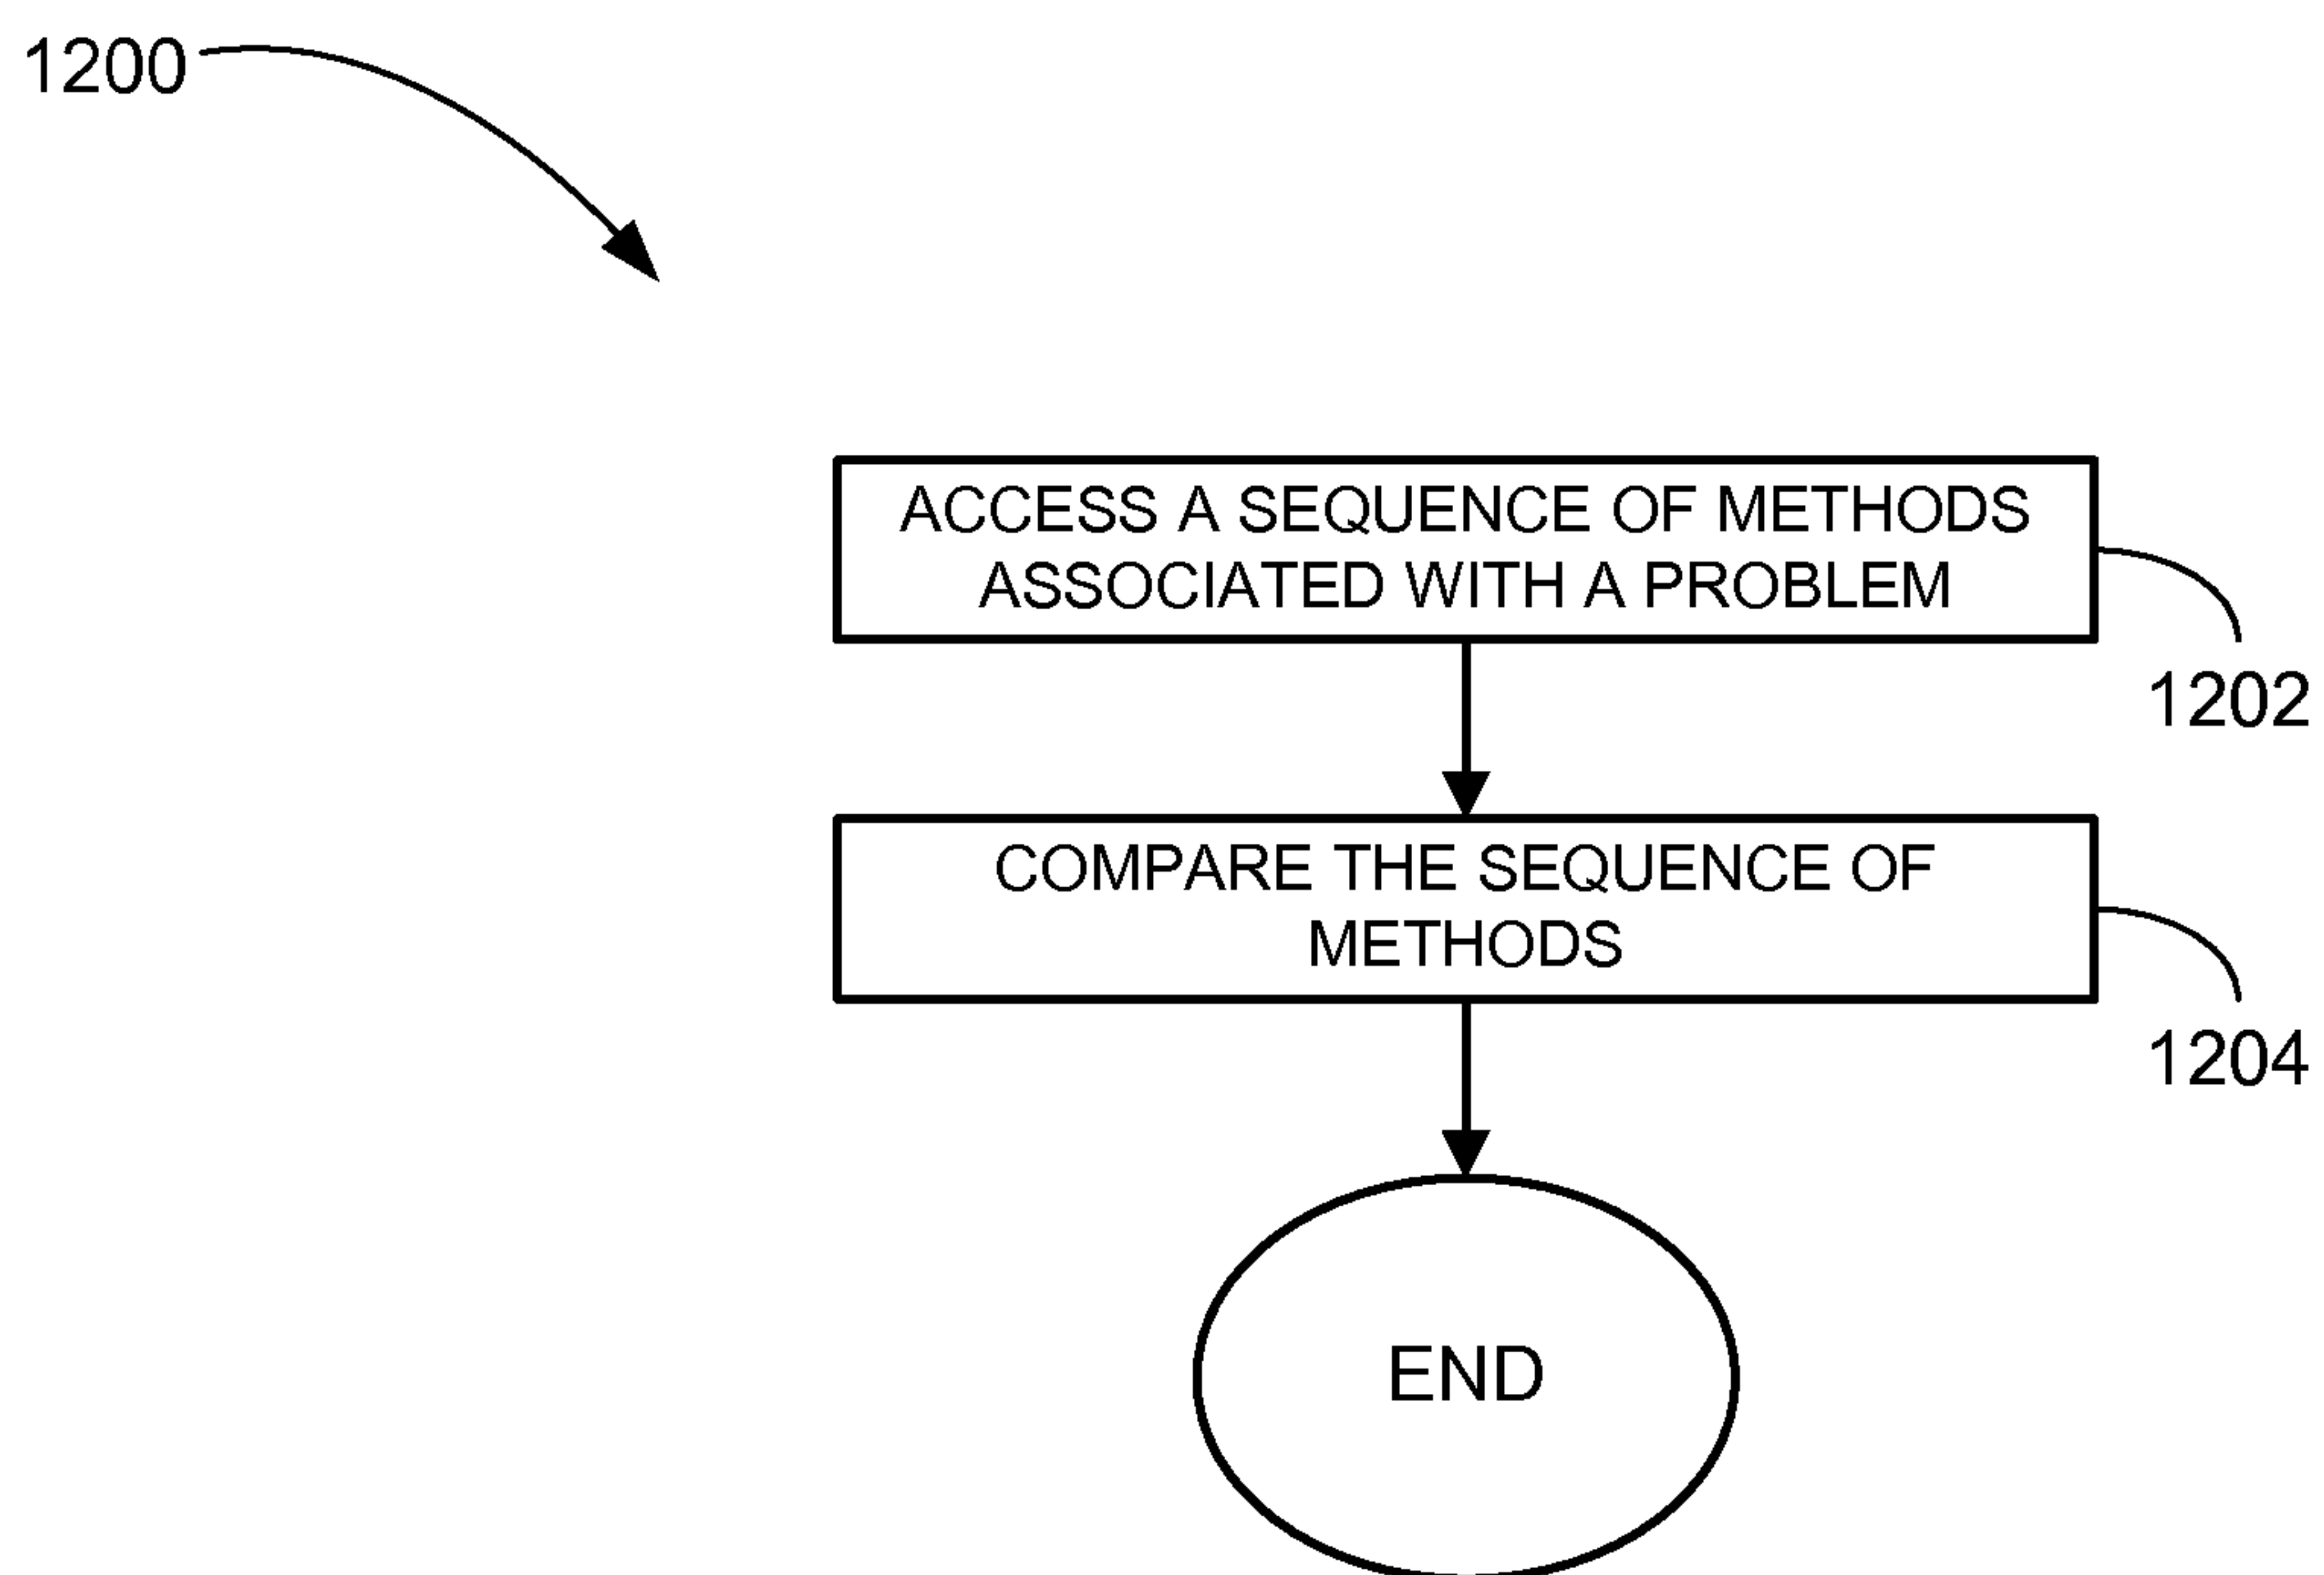 1200
ACCESS A SEQUENCE OF METHODS
ASSOCIATED WITH A PROBLEM
1202
COMPARE THE SEQUENCE OF
METHODS
1204
END